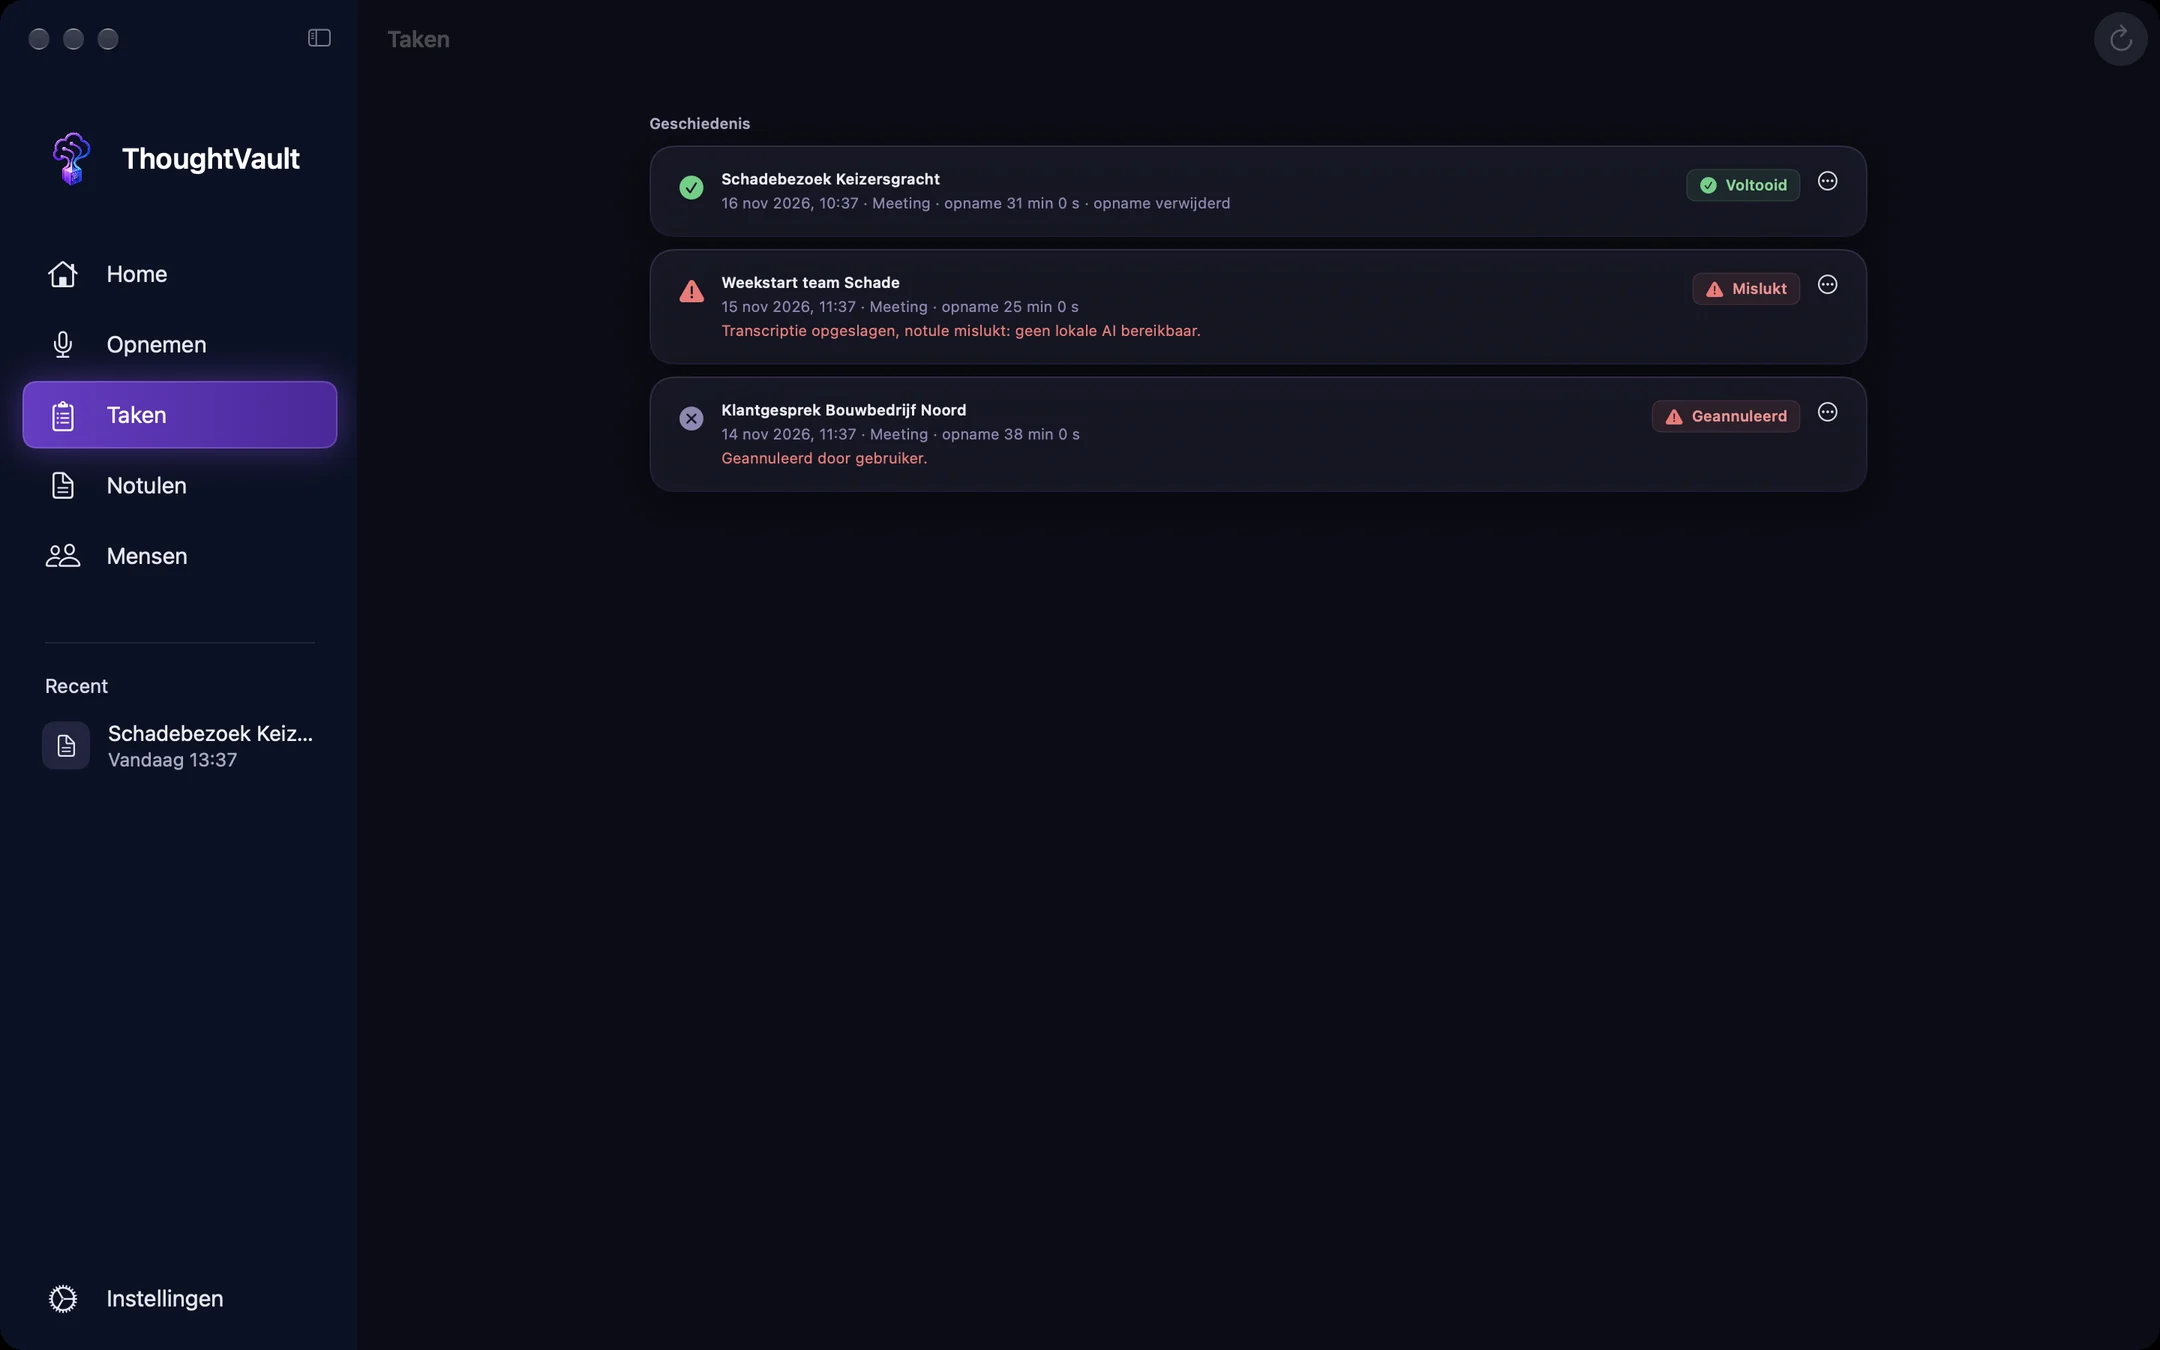 Taken
ThoughtVault
Home
Opnemen
Taken
Notulen
Mensen
Recent
Schadebezoek Keiz...
Vandaag 13:37
Instellingen
Geschiedenis
Schadebezoek Keizersgracht
16 nov 2026, 10:37 · Meeting · opname 31 min 0 s · opname verwijderd
Voltooid
Weekstart team Schade
15 nov 2026, 11:37 · Meeting · opname 25 min 0 s
Transcriptie opgeslagen, notule mislukt: geen lokale AI bereikbaar.
Mislukt
Klantgesprek Bouwbedrijf Noord
14 nov 2026, 11:37 · Meeting · opname 38 min 0 s
Geannuleerd door gebruiker.
Geannuleerd